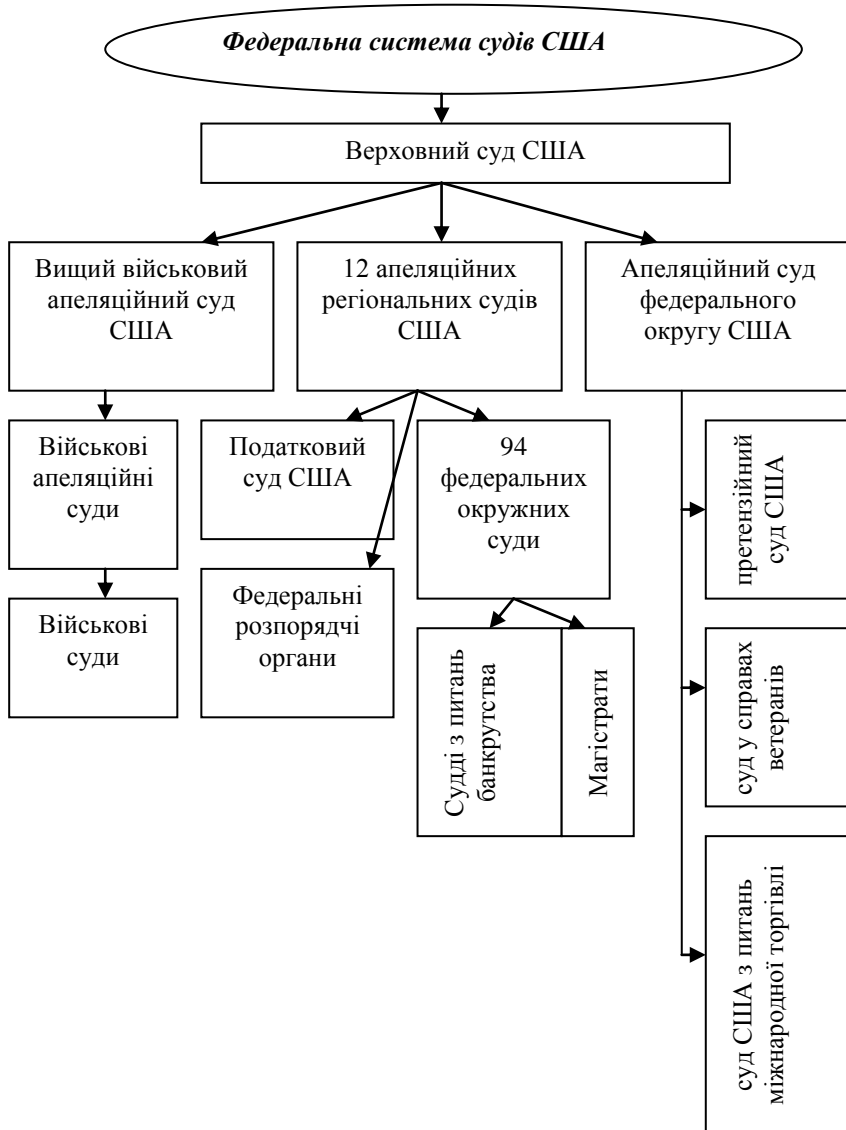 Федеральна система судів США
Верховний суд США
Вищий військовий
апеляційний суд
США
12 апеляційних
регіональних судів
США
Апеляційний суд
федерального
округу США
Військові
апеляційні
суди
Податковий
суд США
94
федеральних
окружних
суди
претензійний
суд США
Військові
суди
Федеральні
розпорядчі
органи
Судді з питань
банкрутства
Магістрати
суд у справах
ветеранів
суд США з питань
міжнародної торгівлі